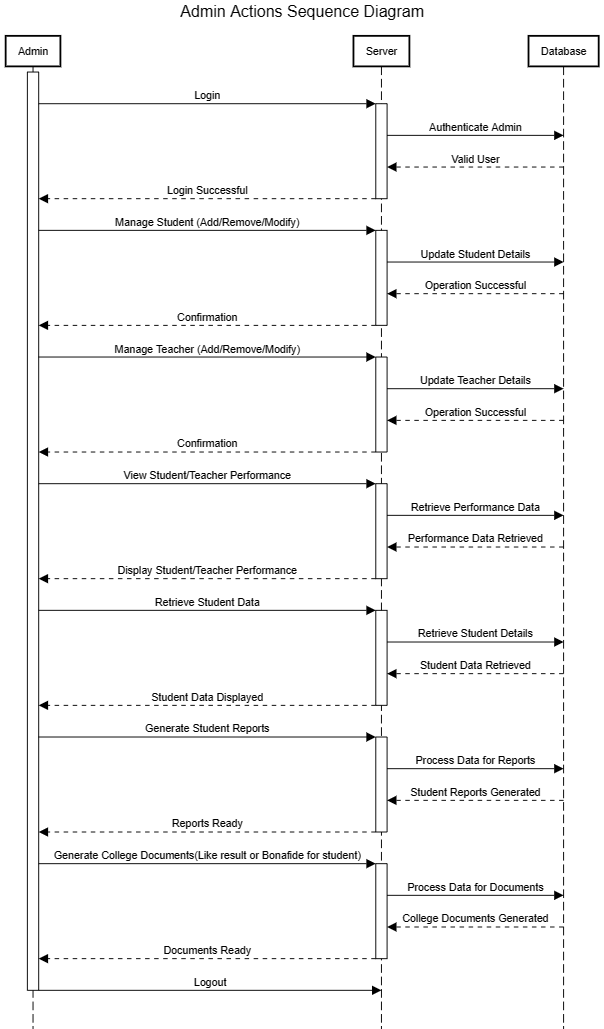 Admin Actions Sequence Diagram
Admin
Server
Database
Login
Authenticate Admin
Valid User
Login Successful
Manage Student (Add/Remove/Modify)
Update Student Details
Operation Successful
Confirmation
Manage Teacher (Add/Remove/Modify)
Update Teacher Details
Operation Successful
Confirmation
View Student/Teacher Performance
Retrieve Performance Data
Performance Data Retrieved
Display Student/Teacher Performance
Retrieve Student Data
Retrieve Student Details
Student Data Retrieved
Student Data Displayed
Generate Student Reports
Process Data for Reports
Student Reports Generated
Reports Ready
Generate College Documents(Like result or Bonafide for student)
Process Data for Documents
College Documents Generated
Documents Ready
Logout